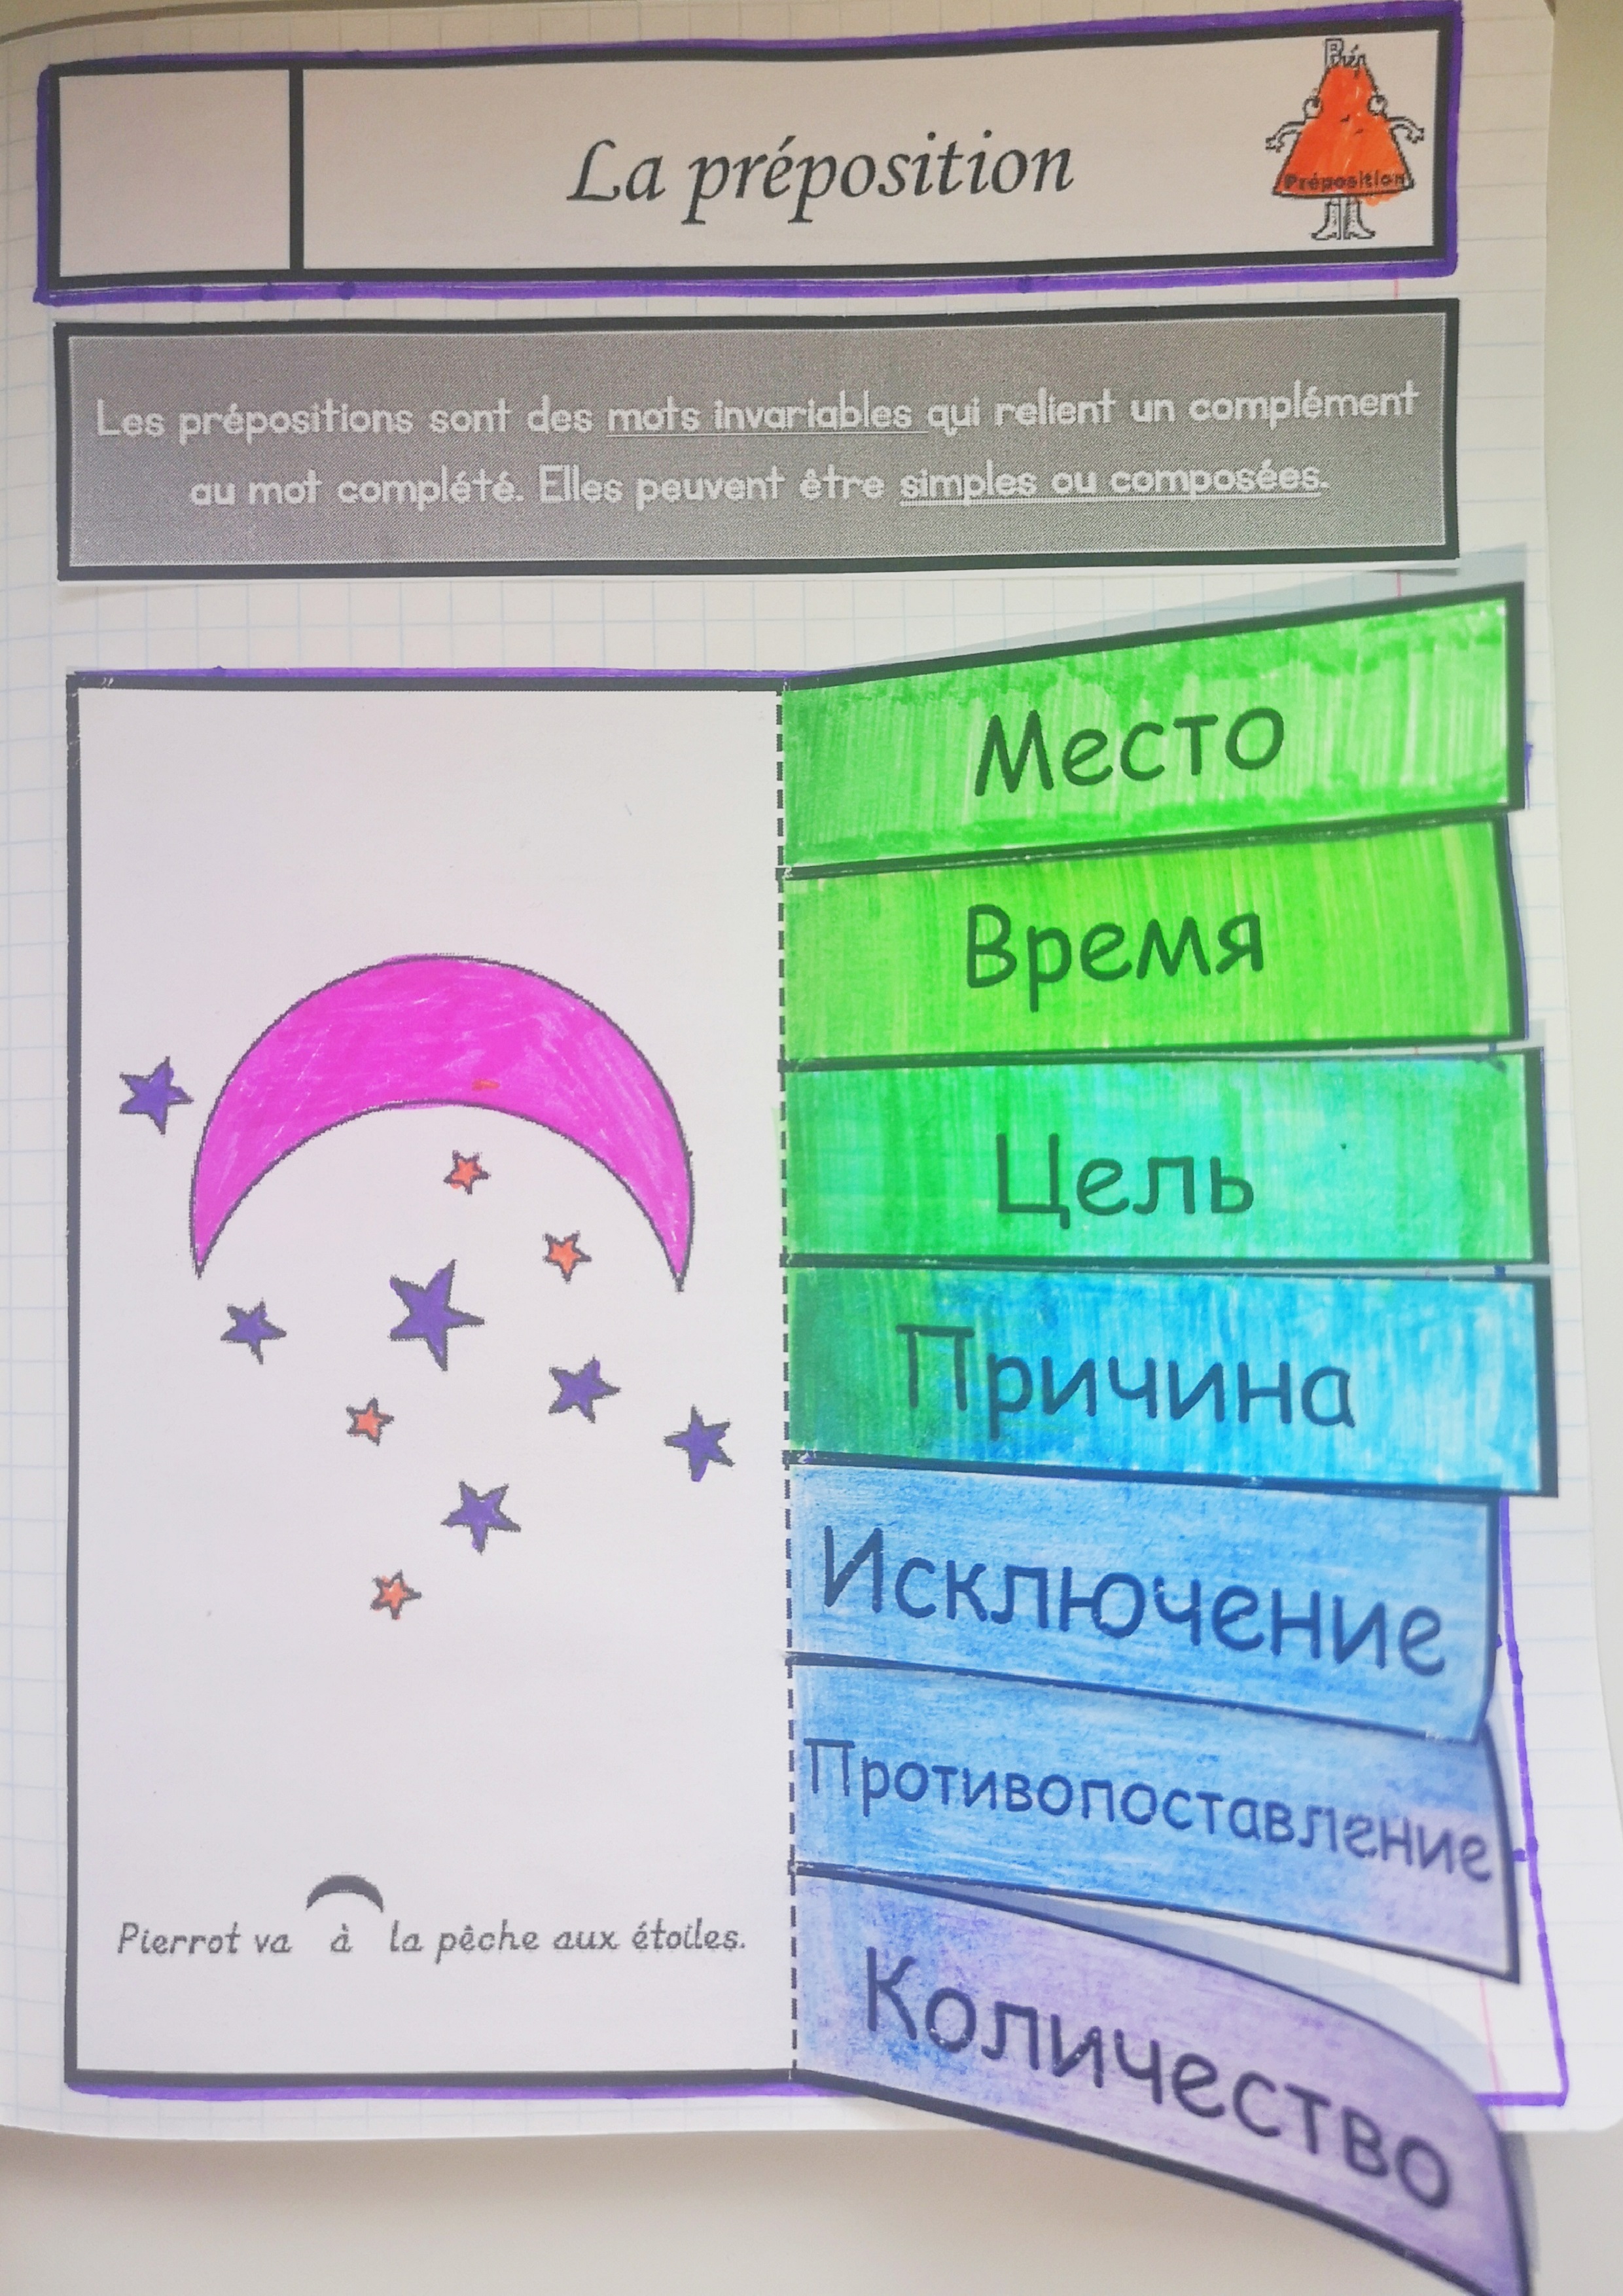 La préposition
Prép
Préposition
Les prépositions sont des mots invariables qui relient un complément
au mot complété. Elles peuvent être simples ou composées.
Место
Время
Цель
Причина
Исключение
Противопоставление
Количество
Pierrot va à la pêche aux étoiles.